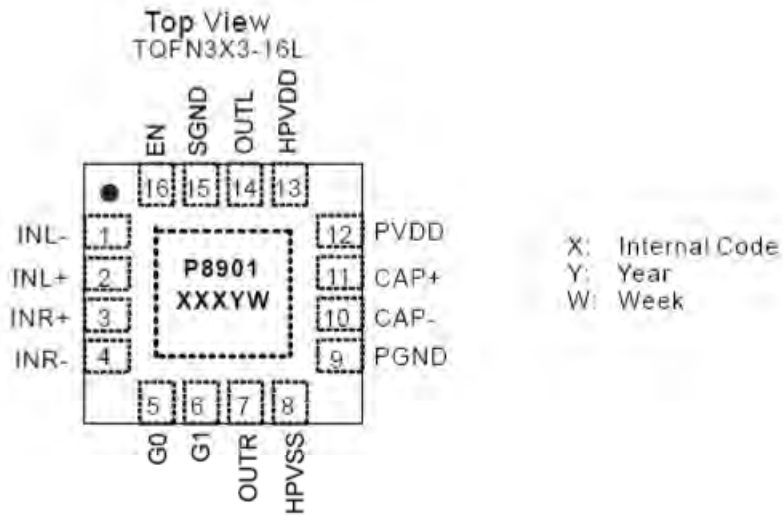 Top View
TQFN3X3-16L
EN SGND OUTL HPVDD
16 15 14 13
INL- 1 12 PVDD
INL+ 2 11 CAP+
INR+ 3 10 CAP-
INR- 4 9 PGND
P8901
XXXYW
5 6 7 8
G0 G1 OUTR HPVSS
X: Internal Code
Y: Year
W: Week